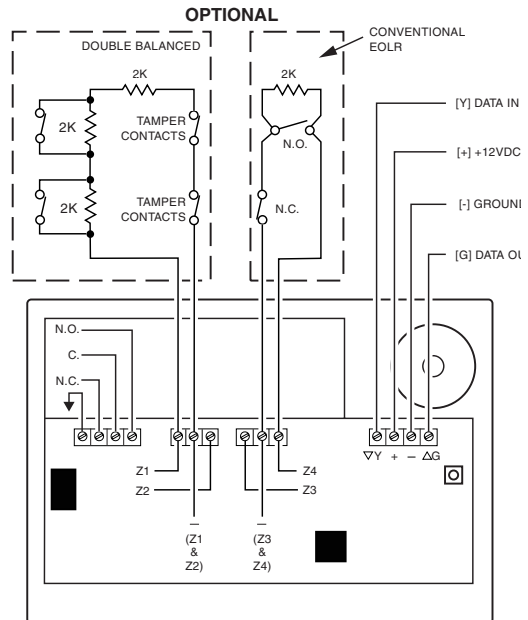 OPTIONAL
DOUBLE BALANCED
CONVENTIONAL
EOLR
2K
2K
2K
2K
TAMPER
CONTACTS
TAMPER
CONTACTS
N.O.
N.C.
[Y] DATA IN
[+] +12VDC
[-] GROUND
[G] DATA OU
N.O.
C.
N.C.
Z1
Z2
Z4
Z3
▽Y + – △G
–
(Z1
&
Z2)
–
(Z3
&
Z4)